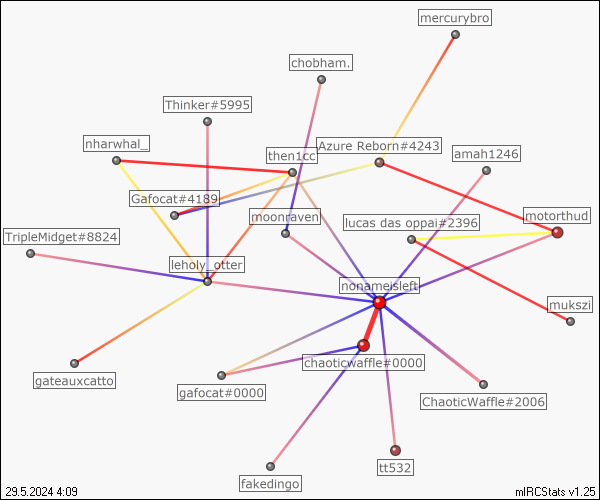 mercurybro
chobham.
Thinker#5995
nharwhal_
Azure Reborn#4243
then1cc
amah1246
Gafocat#4189
moonraven
lucas das oppai#2396
motorthud
TripleMidget#8824
leholy_otter
nonameisleft
mukszi
chaoticwaffle#0000
gateauxcatto
gafocat#0000
ChaoticWaffle#2006
tt532
fakedingo
29.5.2024 4:09
mIRCStats v1.25